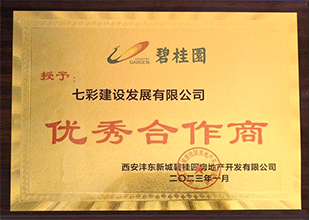 碧桂园
GARDEN
授予：
七彩建设发展有限公司
优秀合作商
西安沣东新城碧桂园房地产开发有限公司
二〇二三年一月